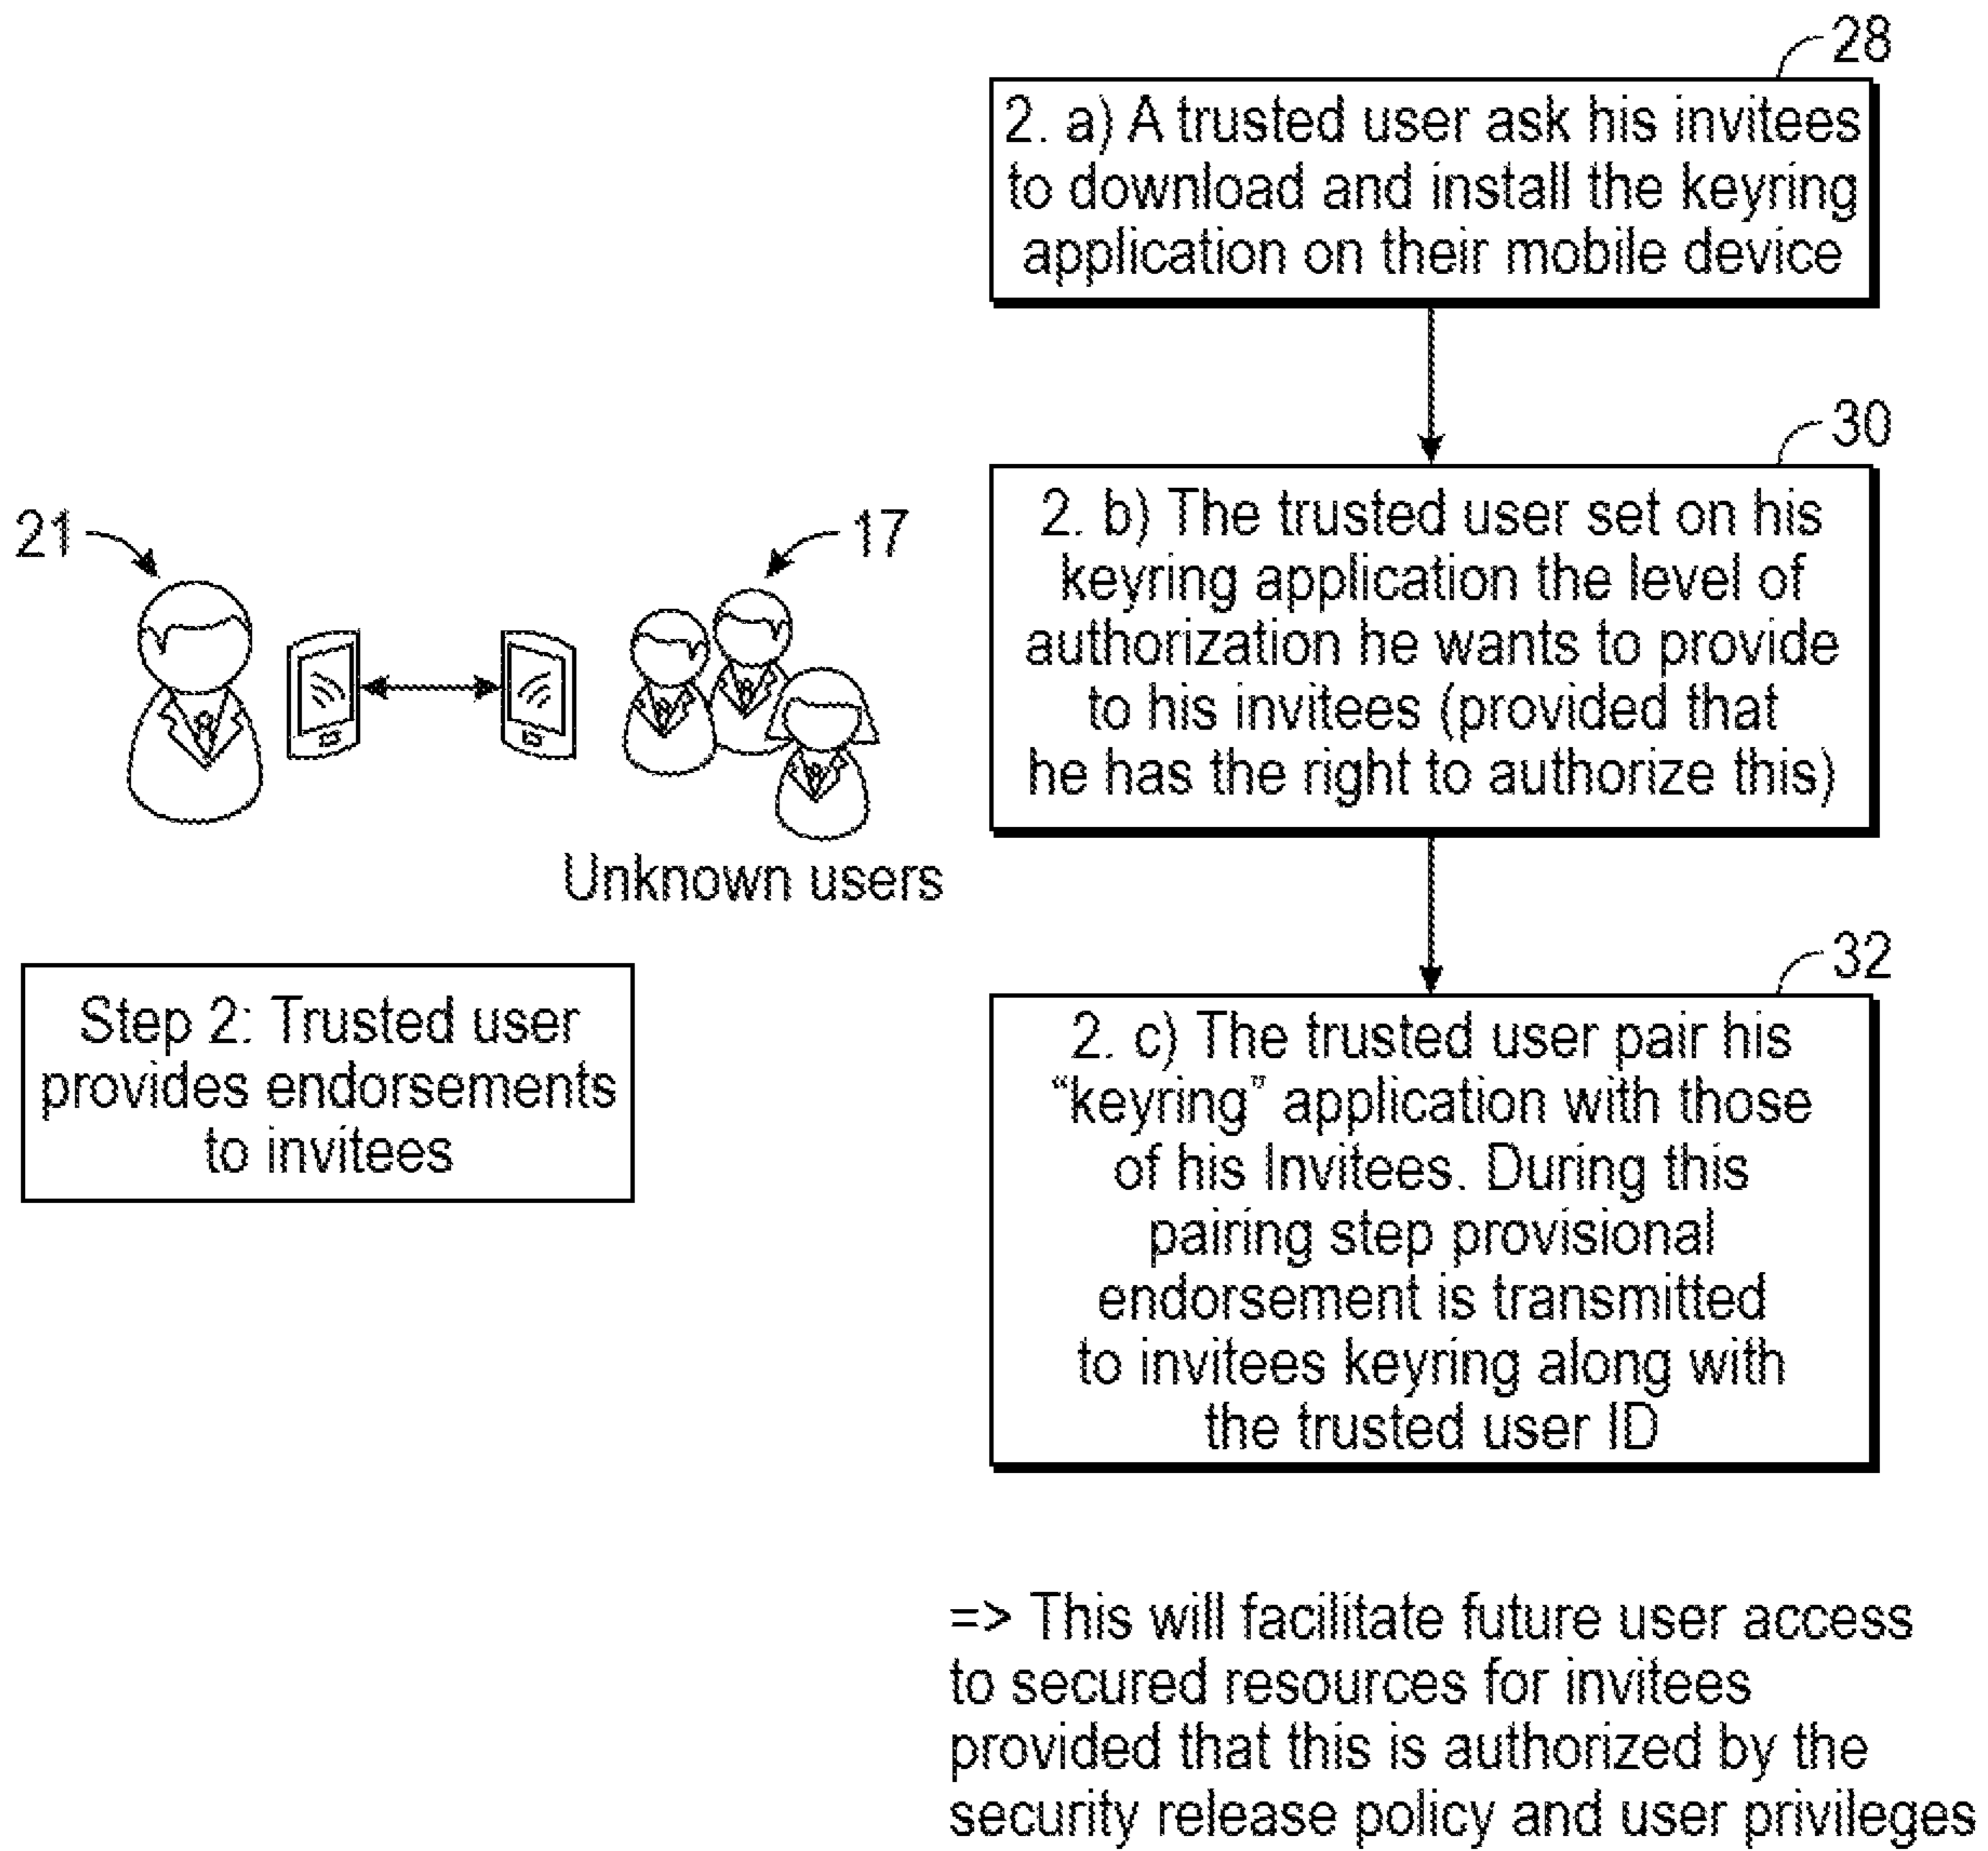 28
2. a) A trusted user ask his invitees
to download and install the keyring
application on their mobile device
30
2. b) The trusted user set on his
keyring application the level of
authorization he wants to provide
to his invitees (provided that
he has the right to authorize this)
21
17
Unknown users
Step 2: Trusted user
provides endorsements
to invitees
32
2. c) The trusted user pair his
“keyring” application with those
of his Invitees. During this
pairing step provisional
endorsement is transmitted
to invitees keyring along with
the trusted user ID
=> This will facilitate future user access
to secured resources for invitees
provided that this is authorized by the
security release policy and user privileges